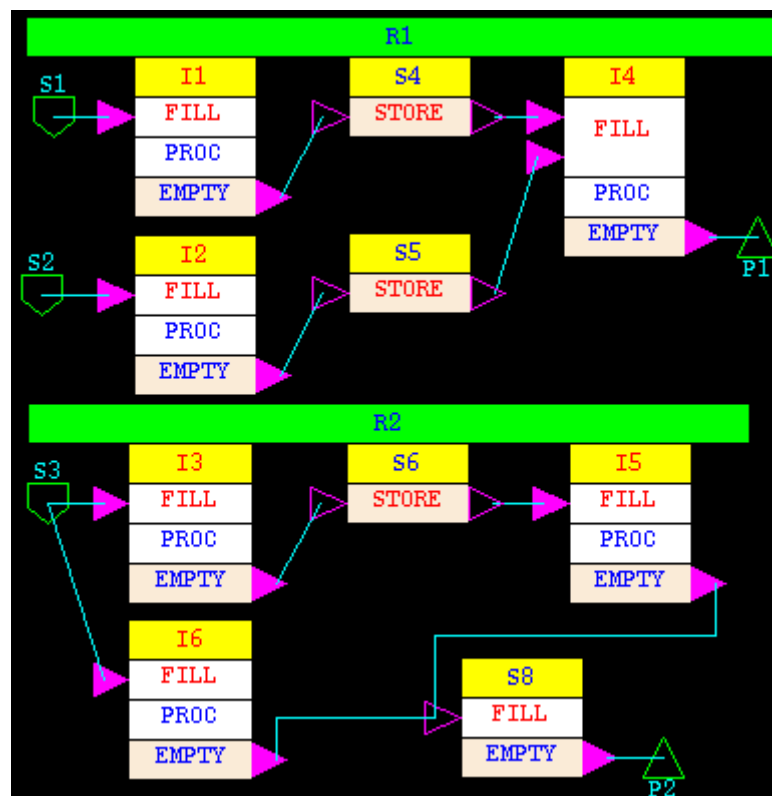 R1
S1
I1
FILL
PROC
EMPTY
S4
STORE
I4
FILL
PROC
EMPTY
P1
S2
I2
FILL
PROC
EMPTY
S5
STORE
R2
S3
I3
FILL
PROC
EMPTY
S6
STORE
I5
FILL
PROC
EMPTY
I6
FILL
PROC
EMPTY
S8
FILL
EMPTY
P2